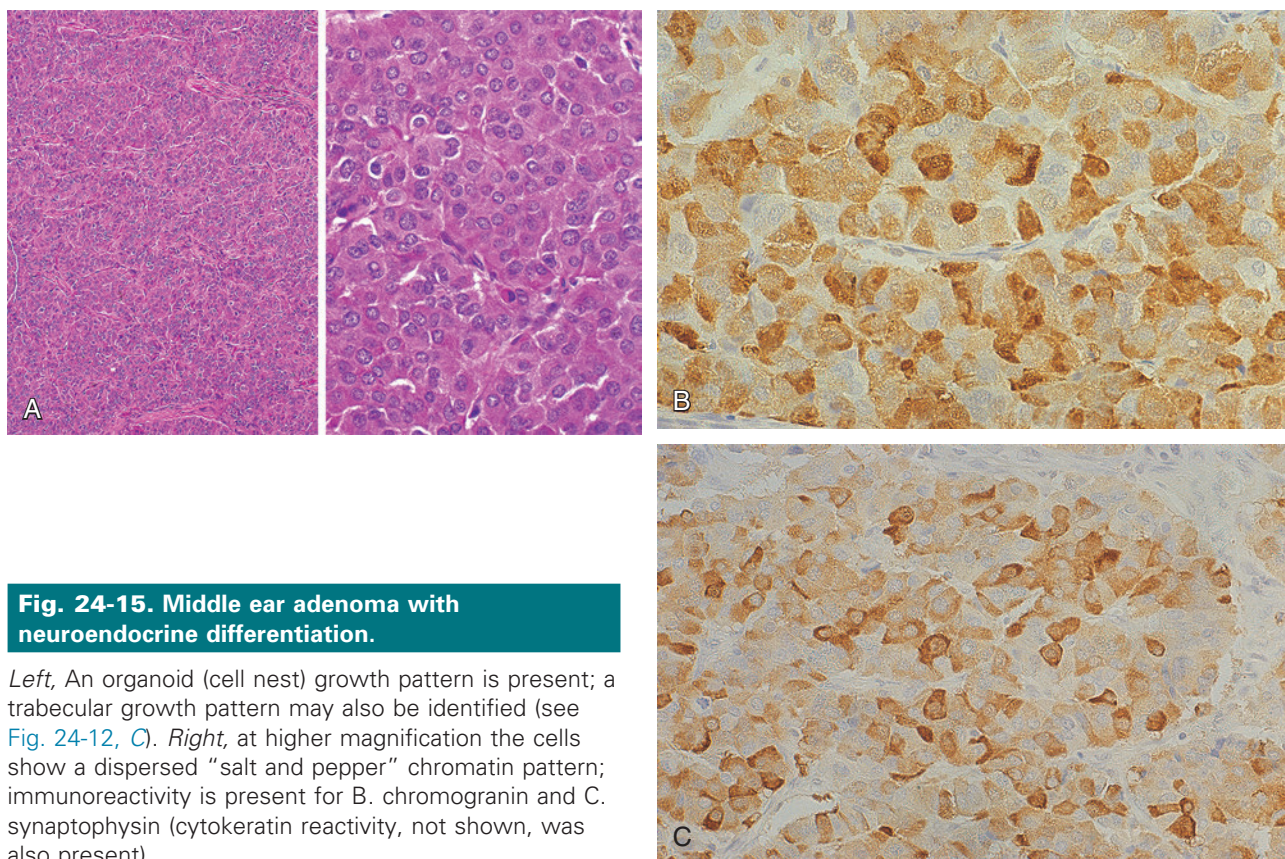 A
B
Fig. 24-15. Middle ear adenoma with
neuroendocrine differentiation.
Left, An organoid (cell nest) growth pattern is present; a
trabecular growth pattern may also be identified (see
Fig. 24-12, C). Right, at higher magnification the cells
show a dispersed “salt and pepper” chromatin pattern;
immunoreactivity is present for B. chromogranin and C.
synaptophysin (cytokeratin reactivity, not shown, was
also present).
C